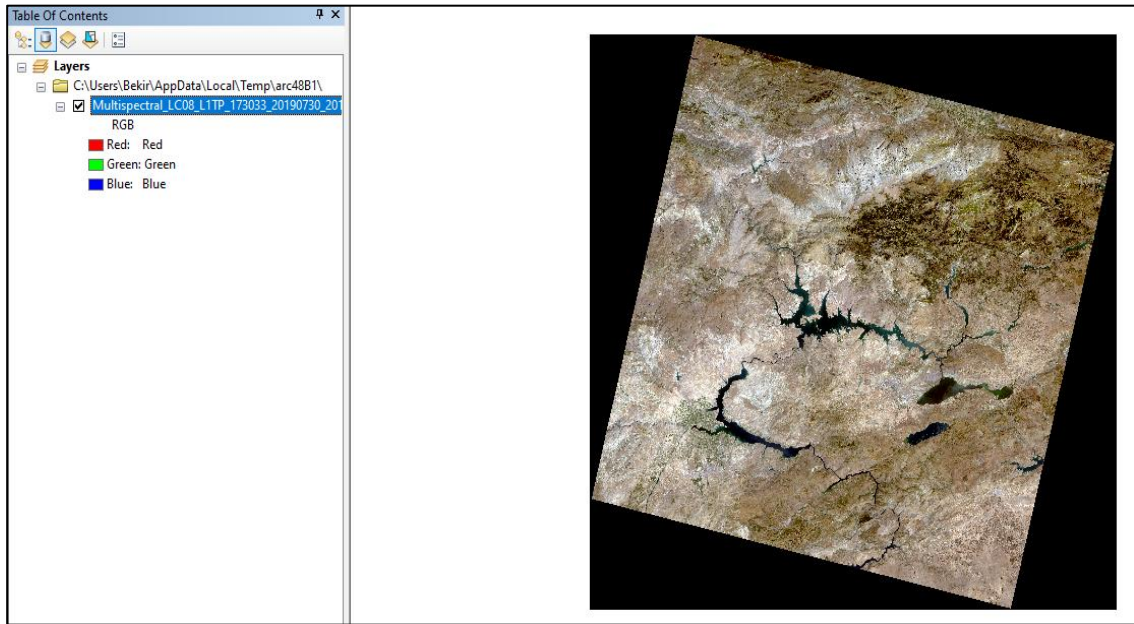 Table Of Contents
Layers
C:\Users\Bekir\AppData\Local\Temp\arc48B1\
Multispectral_LC08_L1TP_173033_20190730_201
RGB
Red: Red
Green: Green
Blue: Blue